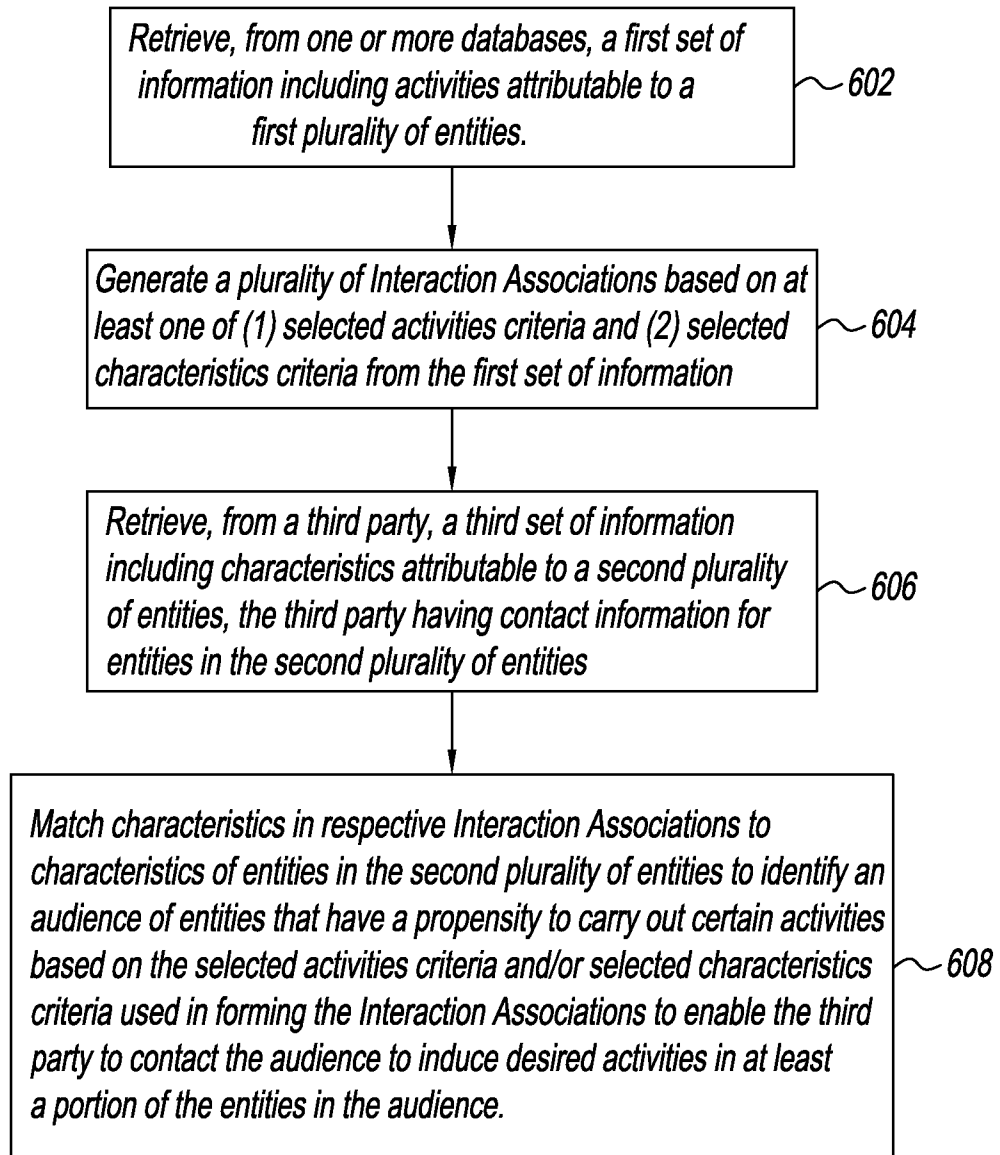 Retrieve, from one or more databases, a first set of
information including activities attributable to a
first plurality of entities.
602
Generate a plurality of Interaction Associations based on at
least one of (1) selected activities criteria and (2) selected
characteristics criteria from the first set of information
604
Retrieve, from a third party, a third set of information
including characteristics attributable to a second plurality
of entities, the third party having contact information for
entities in the second plurality of entities
606
Match characteristics in respective Interaction Associations to
characteristics of entities in the second plurality of entities to identify an
audience of entities that have a propensity to carry out certain activities
based on the selected activities criteria and/or selected characteristics
criteria used in forming the Interaction Associations to enable the third
party to contact the audience to induce desired activities in at least
a portion of the entities in the audience.
608